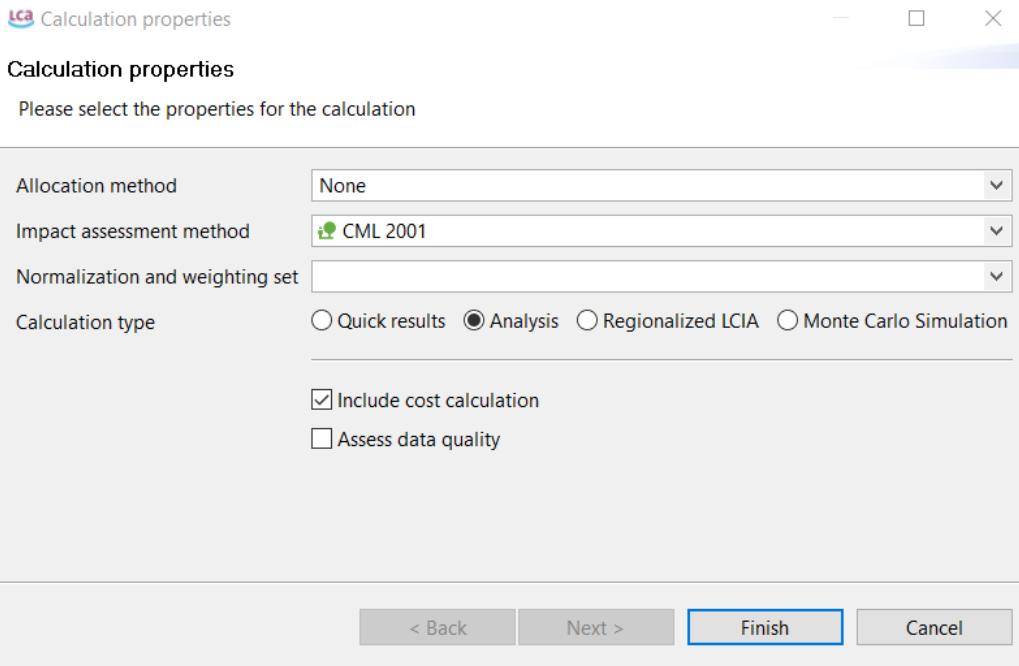 LCa Calculation properties
Calculation properties
Please select the properties for the calculation
Allocation method None
Impact assessment method CML 2001
Normalization and weighting set
Calculation type Quick results Analysis Regionalized LCIA Monte Carlo Simulation
Include cost calculation
Assess data quality
< Back Next > Finish Cancel